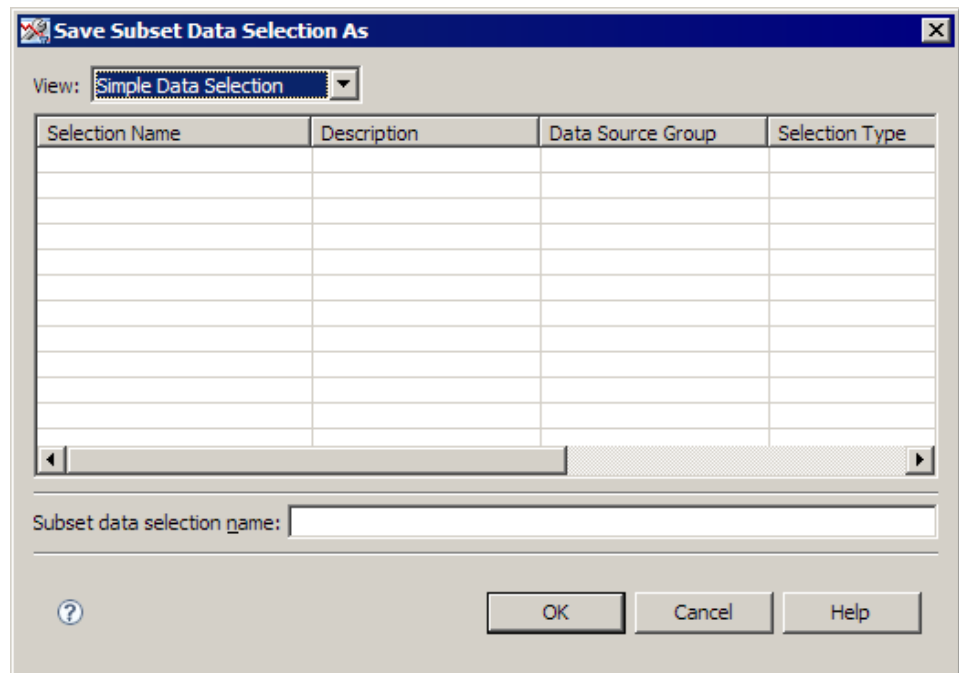 Save Subset Data Selection As
View: Simple Data Selection
Selection Name Description Data Source Group Selection Type
Subset data selection name:
? OK Cancel Help